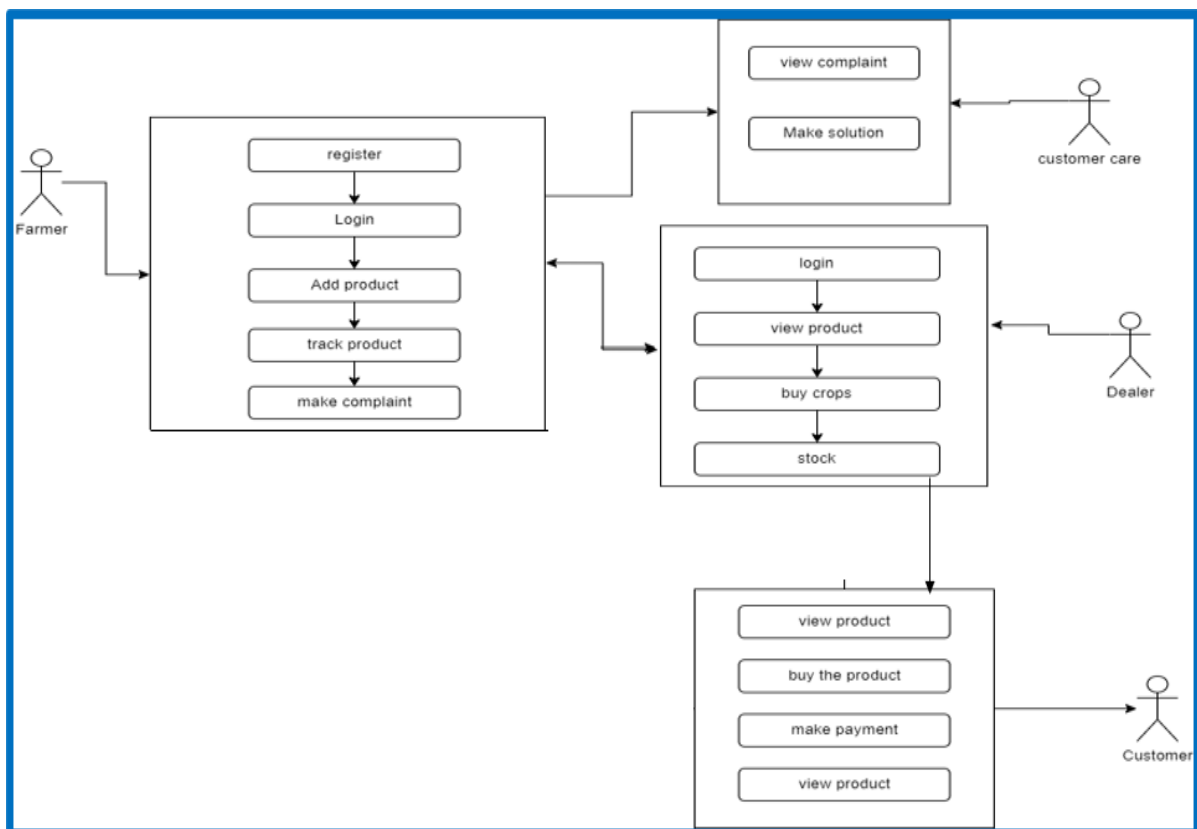 Farmer
register
Login
Add product
track product
make complaint
view complaint
Make solution
customer care
login
view product
buy crops
stock
Dealer
view product
buy the product
make payment
view product
Customer